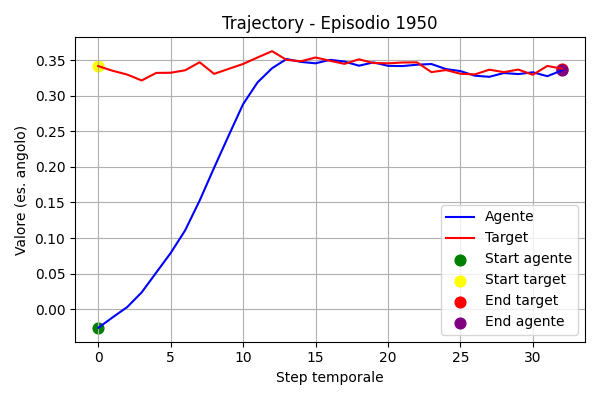 Trajectory - Episodio 1950
Valore (es. angolo)
0.35
0.30
0.25
0.20
0.15
0.10
0.05
0.00
0 5 10 15 20 25 30
Step temporale
Agente
Target
Start agente
Start target
End target
End agente